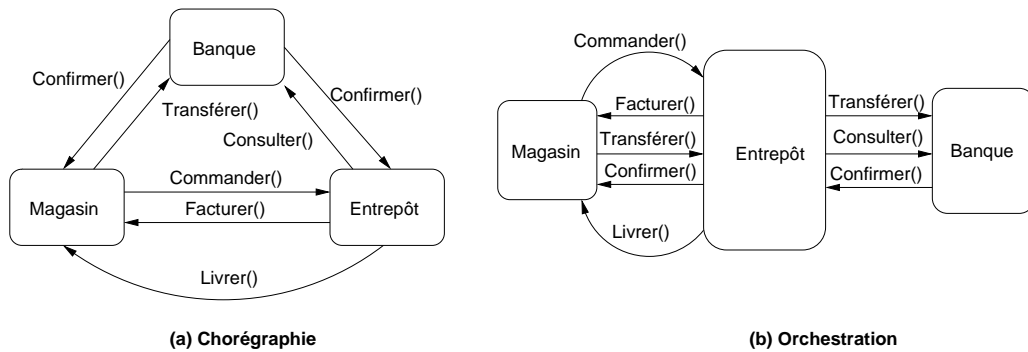 Banque
Confirmer()
Confirmer()
Transférer()
Consulter()
Commander()
Magasin
Entrepôt
Facturer()
Livrer()
(a) Chorégraphie
Commander()
Facturer()
Transférer()
Magasin
Transférer()
Entrepôt
Consulter()
Banque
Confirmer()
Confirmer()
Livrer()
(b) Orchestration